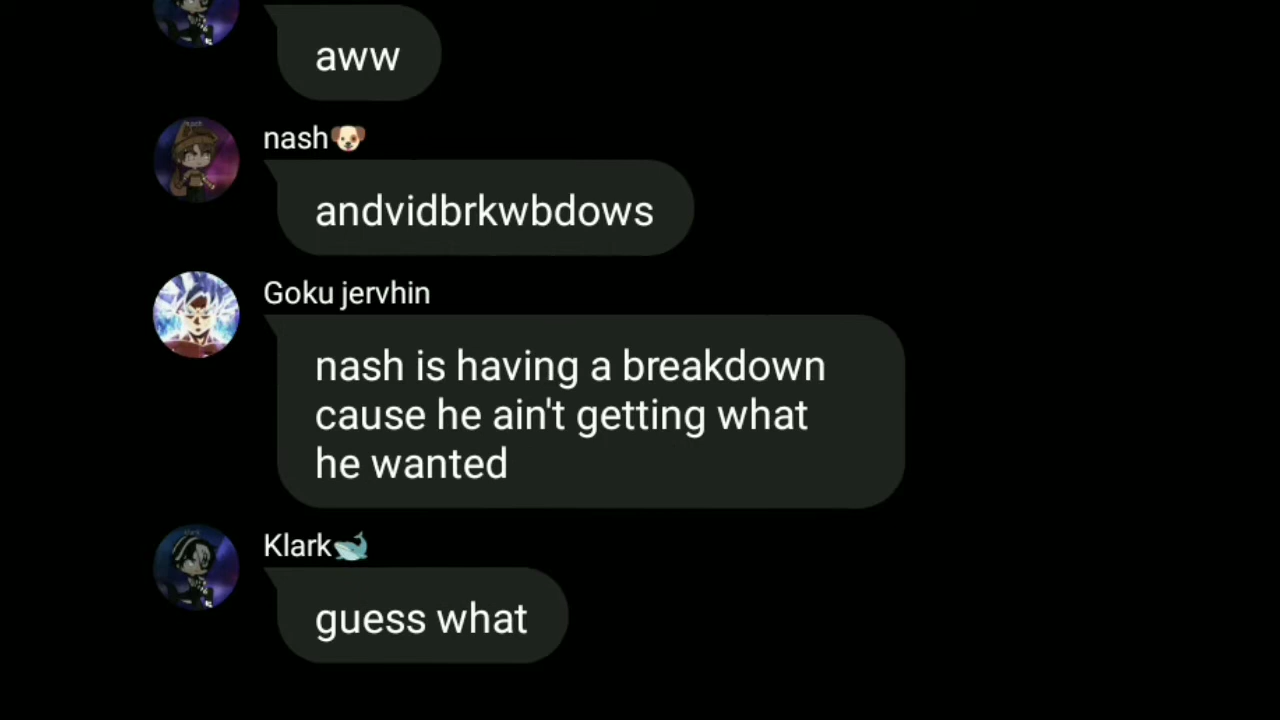 aww
nash🐶
andvidbrkwbdows
Goku jervhin
nash is having a breakdown
cause he ain't getting what
he wanted
Klark🐳
guess what